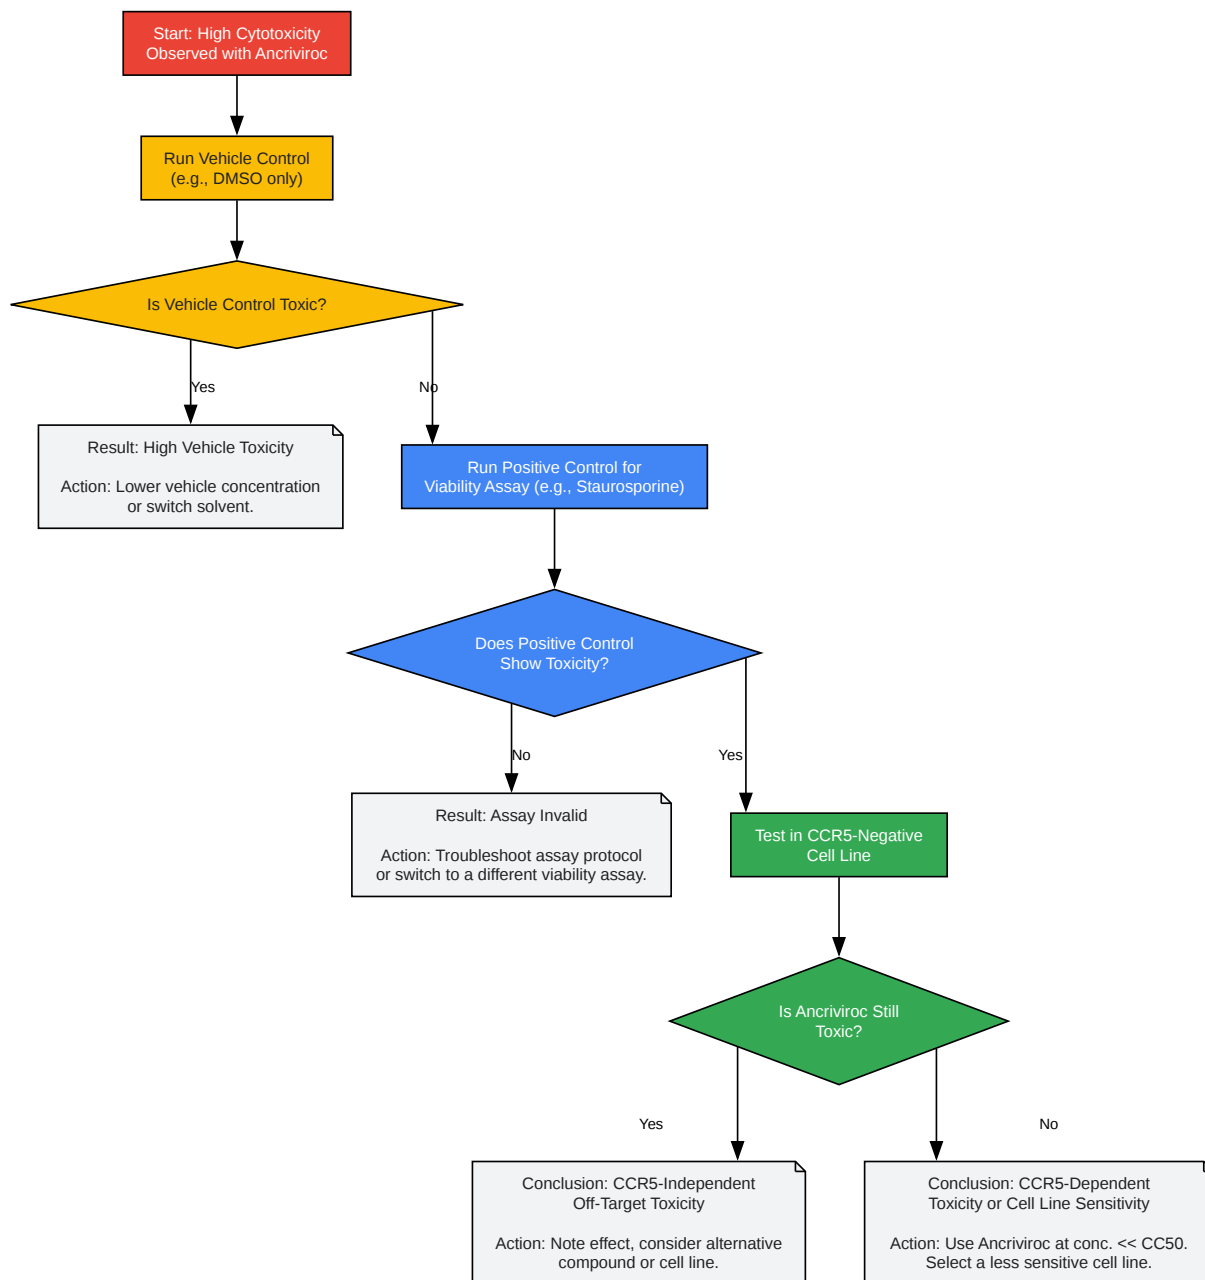 Start: High Cytotoxicity
Observed with Ancriviroc
Run Vehicle Control
(e.g., DMSO only)
Is Vehicle Control Toxic?
Yes
No
Result: High Vehicle Toxicity
Action: Lower vehicle concentration
or switch solvent.
Run Positive Control for
Viability Assay (e.g., Staurosporine)
Does Positive Control
Show Toxicity?
No
Yes
Result: Assay Invalid
Action: Troubleshoot assay protocol
or switch to a different viability assay.
Test in CCR5-Negative
Cell Line
Is Ancriviroc Still
Toxic?
Yes
No
Conclusion: CCR5-Independent
Off-Target Toxicity
Action: Note effect, consider alternative
compound or cell line.
Conclusion: CCR5-Dependent
Toxicity or Cell Line Sensitivity
Action: Use Ancriviroc at conc. << CC50.
Select a less sensitive cell line.